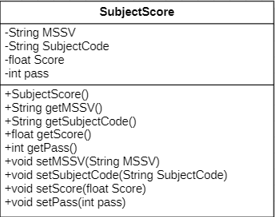 SubjectScore
-String MSSV
-String SubjectCode
-float Score
-int pass
+SubjectScore()
+String getMSSV()
+String getSubjectCode()
+float getScore()
+int getPass()
+void setMSSV(String MSSV)
+void setSubjectCode(String SubjectCode)
+void setScore(float Score)
+void setPass(int pass)